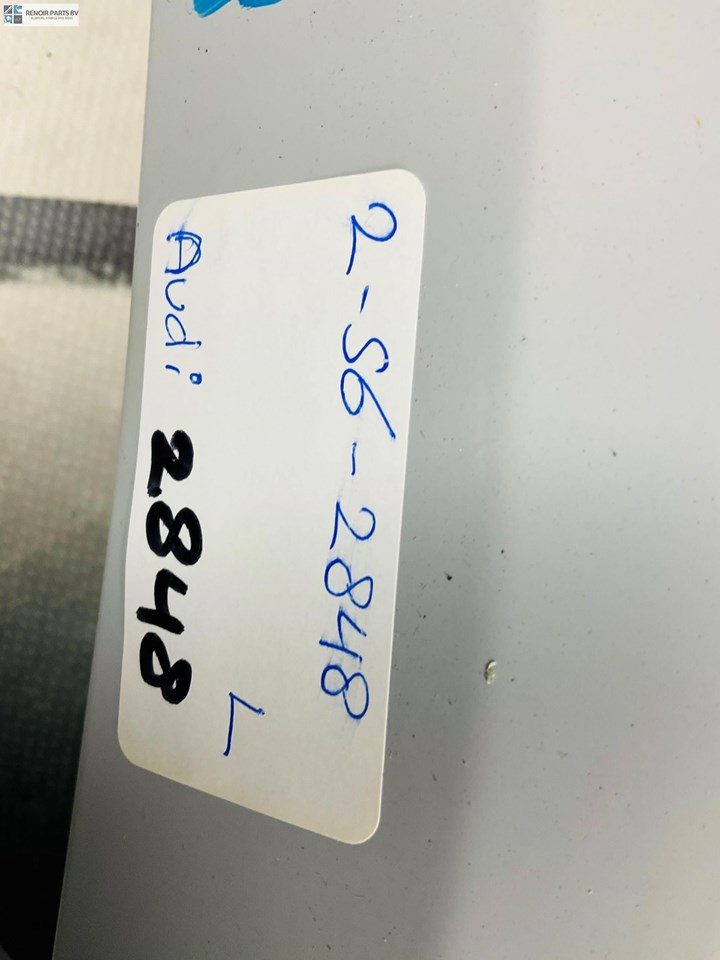 RENOIR PARTS BV
2-S6-2848
L
Audi 2848